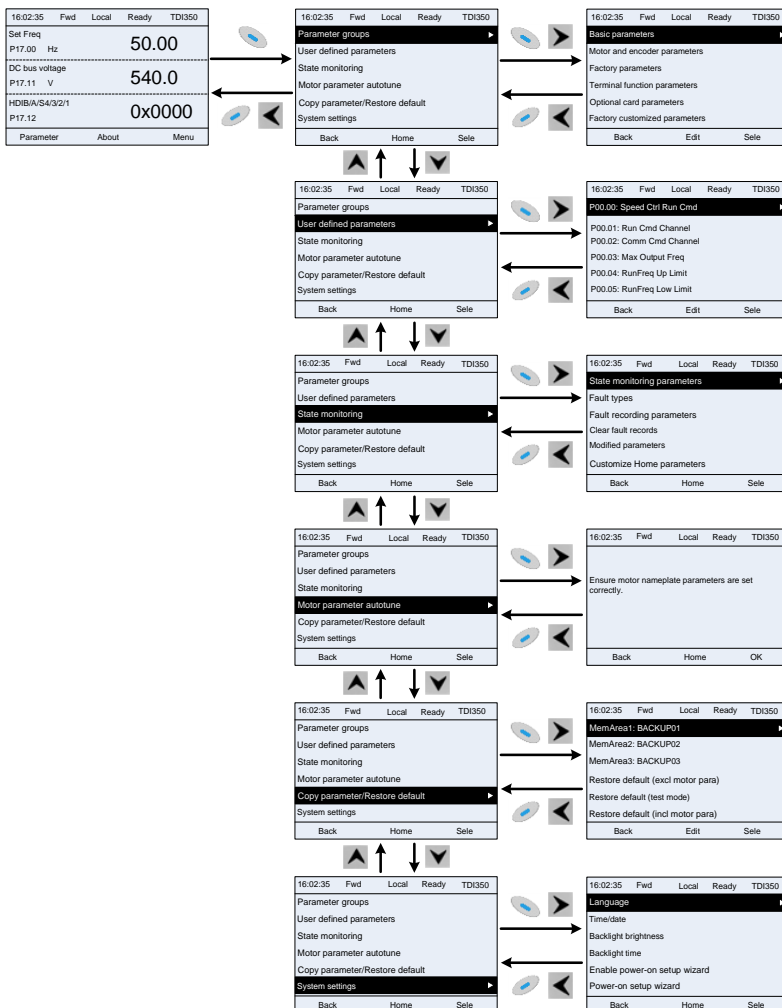 16:02:35 Fwd Local Ready TDI350
Set Freq
P17.00 Hz 50.00
DC bus voltage
P17.11 V 540.0
HDIB/A/S4/3/2/1
P17.12 0x0000
Parameter About Menu
16:02:35 Fwd Local Ready TDI350
Parameter groups
User defined parameters
State monitoring
Motor parameter autotune
Copy parameter/Restore default
System settings
Back Home Sele
16:02:35 Fwd Local Ready TDI350
Basic parameters
Motor and encoder parameters
Factory parameters
Terminal function parameters
Optional card parameters
Factory customized parameters
Back Edit Sele
16:02:35 Fwd Local Ready TDI350
Parameter groups
User defined parameters
State monitoring
Motor parameter autotune
Copy parameter/Restore default
System settings
Back Home Sele
16:02:35 Fwd Local Ready TDI350
P00.00: Speed Ctrl Run Cmd
P00.01: Run Cmd Channel
P00.02: Comm Cmd Channel
P00.03: Max Output Freq
P00.04: RunFreq Up Limit
P00.05: RunFreq Low Limit
Back Edit Sele
16:02:35 Fwd Local Ready TDI350
Parameter groups
User defined parameters
State monitoring
Motor parameter autotune
Copy parameter/Restore default
System settings
Back Home Sele
16:02:35 Fwd Local Ready TDI350
State monitoring parameters
Fault types
Fault recording parameters
Clear fault records
Modified parameters
Customize Home parameters
Back Home Sele
16:02:35 Fwd Local Ready TDI350
Parameter groups
User defined parameters
State monitoring
Motor parameter autotune
Copy parameter/Restore default
System settings
Back Home Sele
16:02:35 Fwd Local Ready TDI350
Ensure motor nameplate parameters are set
correctly.
Back Home OK
16:02:35 Fwd Local Ready TDI350
Parameter groups
User defined parameters
State monitoring
Motor parameter autotune
Copy parameter/Restore default
System settings
Back Home Sele
16:02:35 Fwd Local Ready TDI350
MemArea1: BACKUP01
MemArea2: BACKUP02
MemArea3: BACKUP03
Restore default (excl motor para)
Restore default (test mode)
Restore default (incl motor para)
Back Edit Sele
16:02:35 Fwd Local Ready TDI350
Parameter groups
User defined parameters
State monitoring
Motor parameter autotune
Copy parameter/Restore default
System settings
Back Home Sele
16:02:35 Fwd Local Ready TDI350
Language
Time/date
Backlight brightness
Backlight time
Enable power-on setup wizard
Power-on setup wizard
Back Home Sele